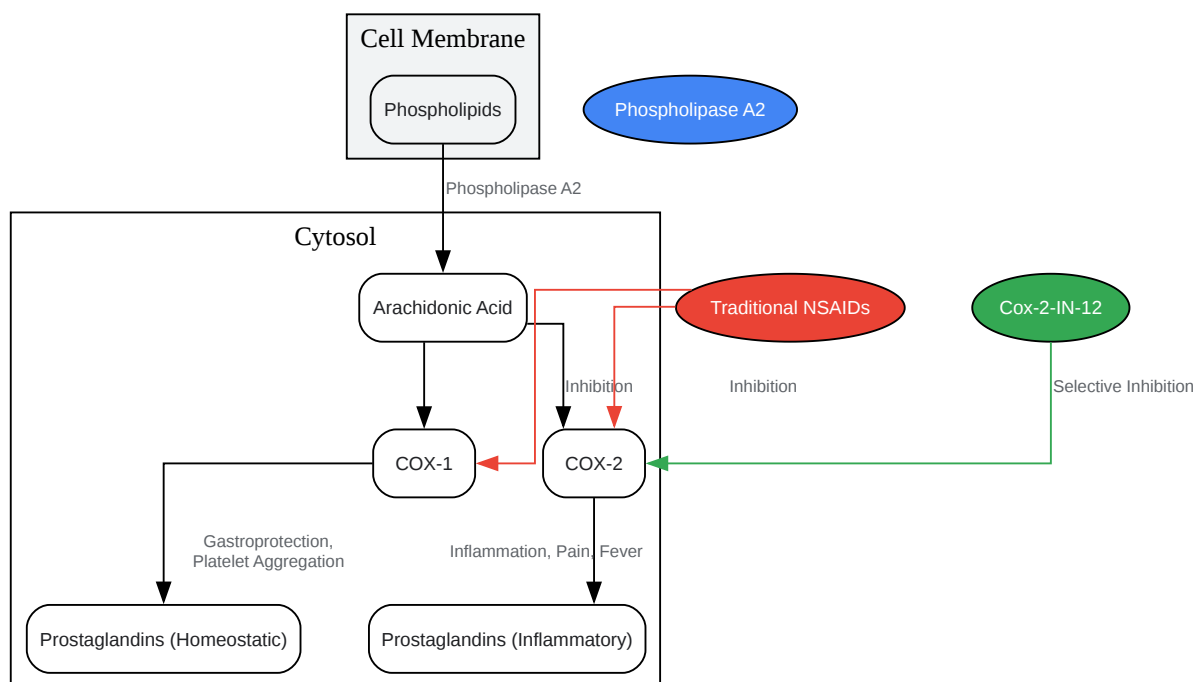 Cell Membrane
Phospholipids
Phospholipase A2
Phospholipase A2
Cytosol
Arachidonic Acid
Traditional NSAIDs
Cox-2-IN-12
Inhibition
Inhibition
Selective Inhibition
COX-1
COX-2
Gastroprotection,
Platelet Aggregation
Inflammation, Pain, Fever
Prostaglandins (Homeostatic)
Prostaglandins (Inflammatory)